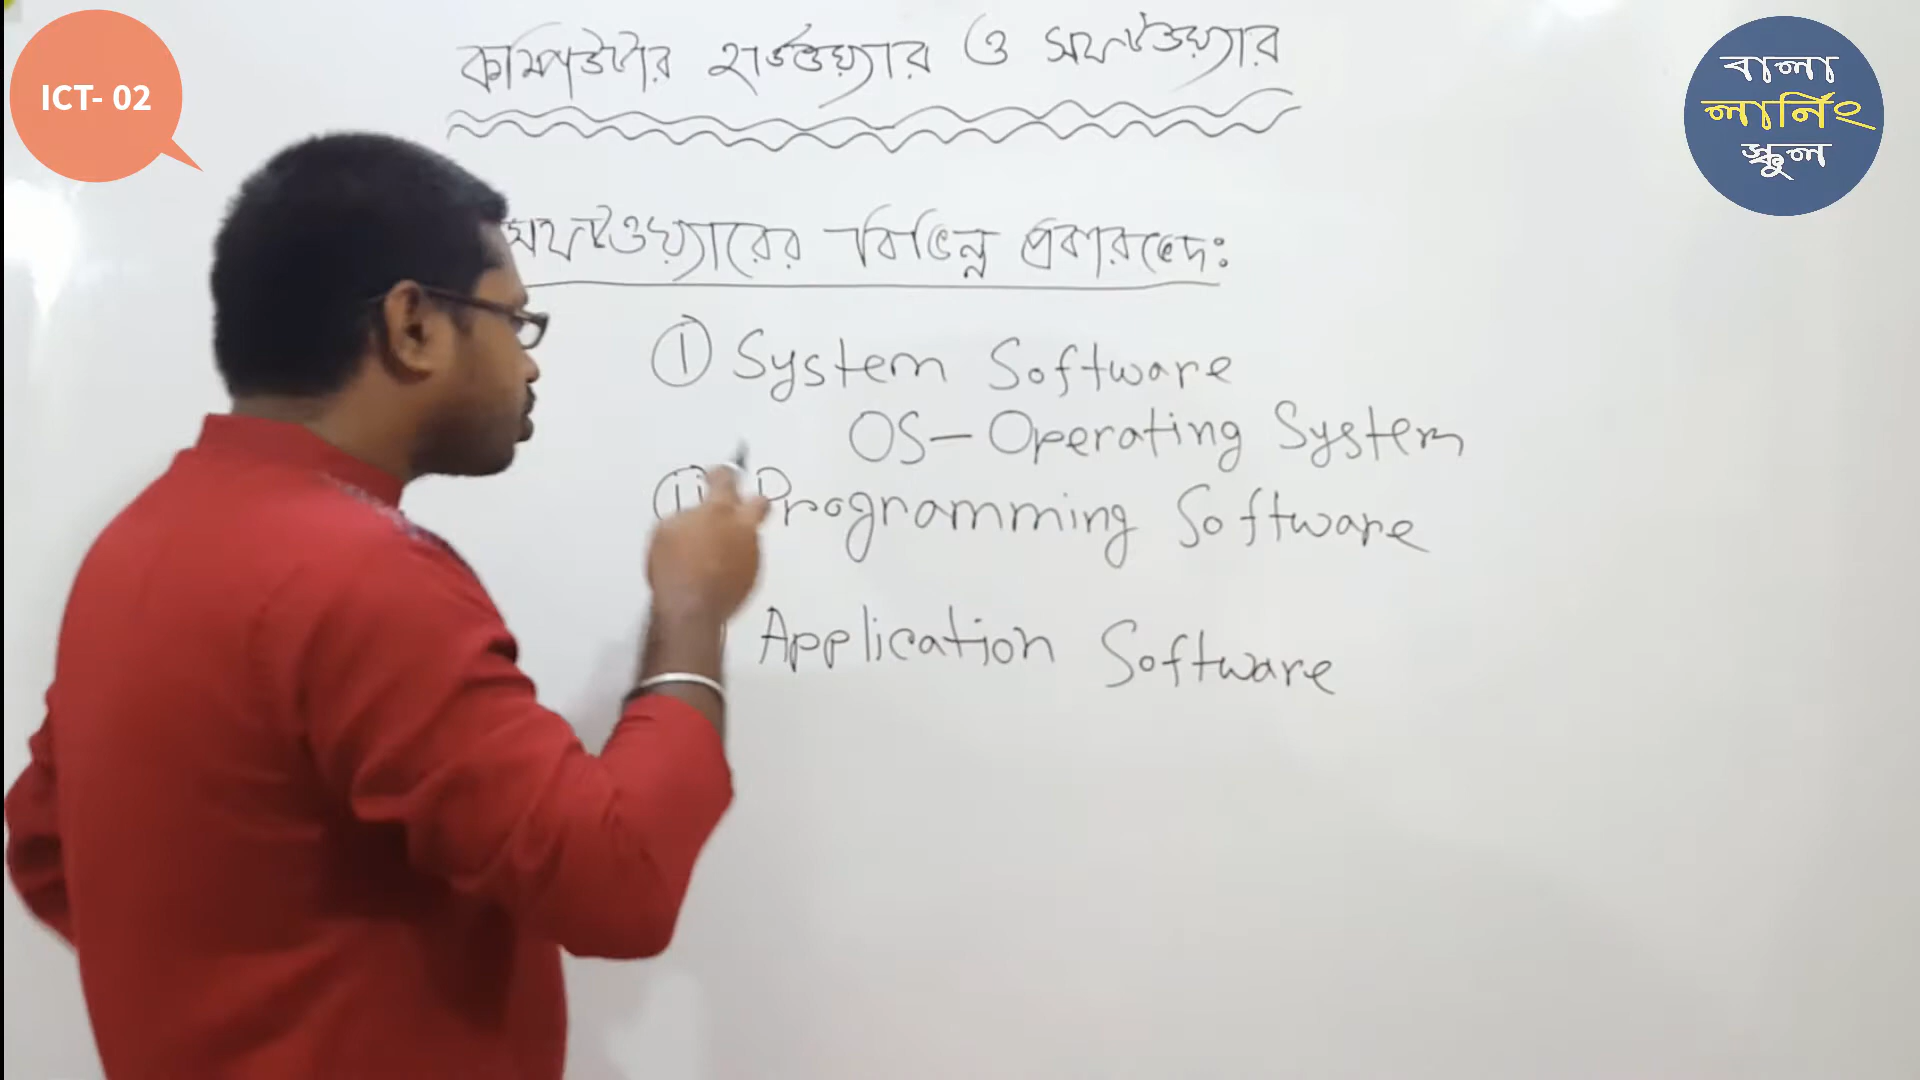 ICT- 02
কম্পিউটার হার্ডওয়্যার ও সফটওয়্যার
বালা
লার্নিং
স্কুল
সফটওয়্যারের বিভিন্ন প্রকারভেদঃ
① System Software
OS - Operating System
⑪ Programming Software
Application Software